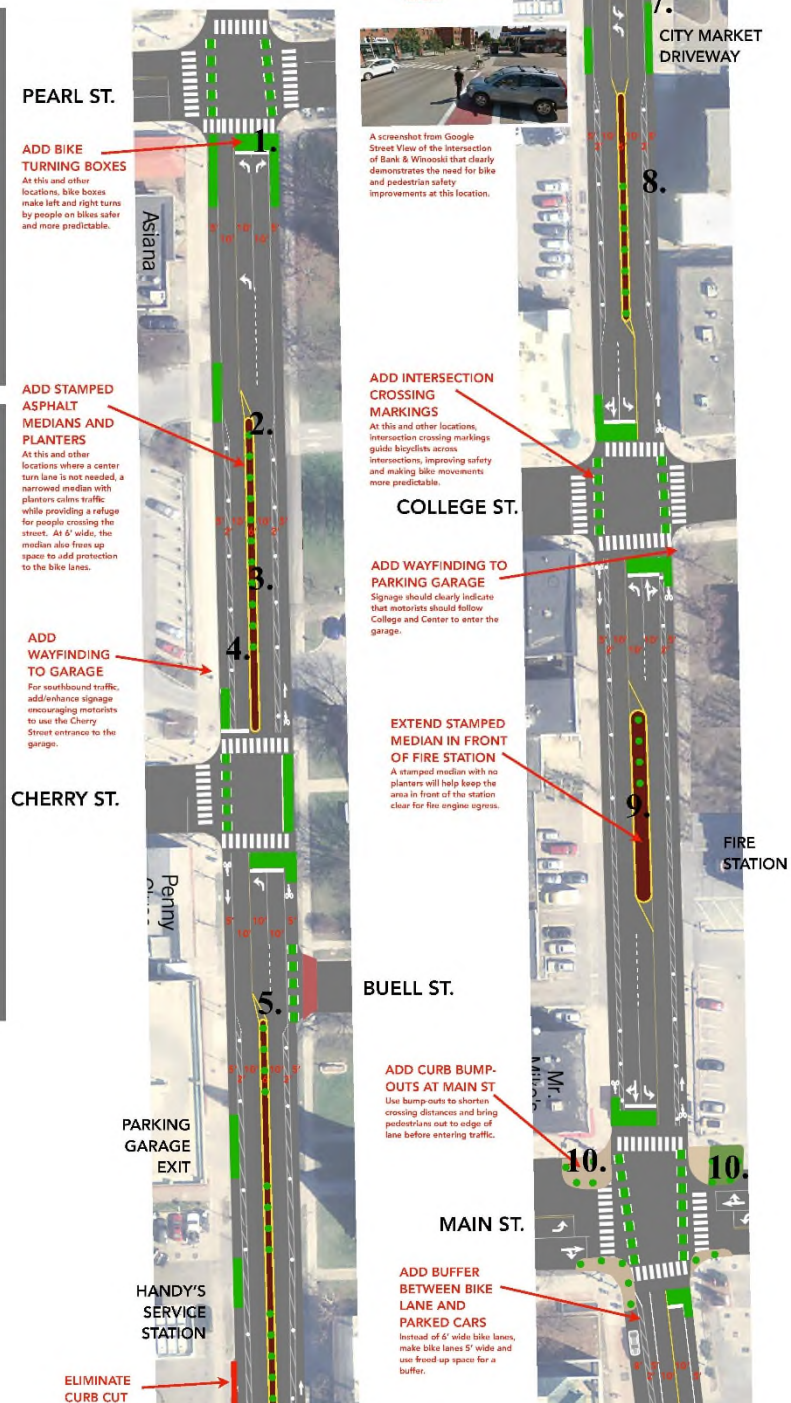 PEARL ST.
ADD BIKE
TURNING BOXES
At this and other
locations, bike boxes
make left and right turns
by people on bikes safer
and more predictable.
1.
Asiana
5'
10'
10'
5'
ADD STAMPED
ASPHALT
MEDIANS AND
PLANTERS
At this and other
locations where a center
turn lane is not needed, a
narrowed median with
planters calms traffic
while providing a refuge
for people crossing the
street. At 6' wide, the
median also frees up
space to add protection
to the bike lanes.
2.
3.
4.
ADD
WAYFINDING
TO GARAGE
For southbound traffic,
add/enhance signage
encouraging motorists
to use the Cherry
Street entrance to the
garage.
CHERRY ST.
Penny
5'
10'
10'
5'
BUELL ST.
5.
PARKING
GARAGE
EXIT
HANDY'S
SERVICE
STATION
ELIMINATE
CURB CUT
7.
CITY MARKET
DRIVEWAY
A screenshot from Google
Street View of the intersection
of Bank & Winooski that clearly
demonstrates the need for bike
and pedestrian safety
improvements at this location.
8.
ADD INTERSECTION
CROSSING
MARKINGS
At this and other locations,
intersection crossing markings
guide bicyclists across
intersections, improving safety
and making bike movements
more predictable.
COLLEGE ST.
ADD WAYFINDING TO
PARKING GARAGE
Signage should clearly indicate
that motorists should follow
College and Center to enter the
garage.
EXTEND STAMPED
MEDIAN IN FRONT
OF FIRE STATION
A stamped median with no
planters will help keep the
area in front of the station
clear for fire engine egress.
9.
FIRE
STATION
Mr.
Mike's
ADD CURB BUMP-
OUTS AT MAIN ST
Use bump-outs to shorten
crossing distances and bring
pedestrians out to edge of
lane before entering traffic.
10.
10.
MAIN ST.
ADD BUFFER
BETWEEN BIKE
LANE AND
PARKED CARS
Instead of 6' wide bike lanes,
make bike lanes 5' wide and
use freed up space for a
buffer.